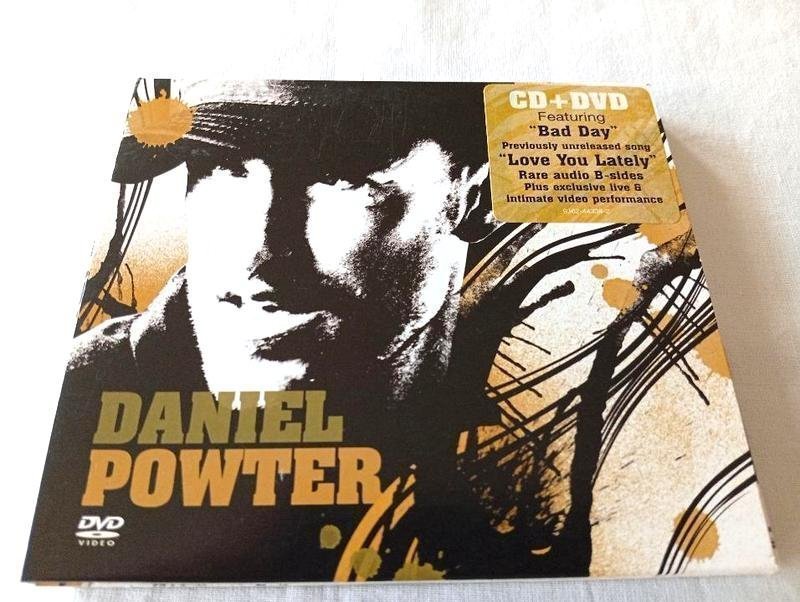 CD+DVD
Featuring
"Bad Day"
Previously unreleased song
"Love You Lately"
Rare audio B-sides
Plus exclusive live &
intimate video performance
DANIEL
POWTER
DVD
VIDEO